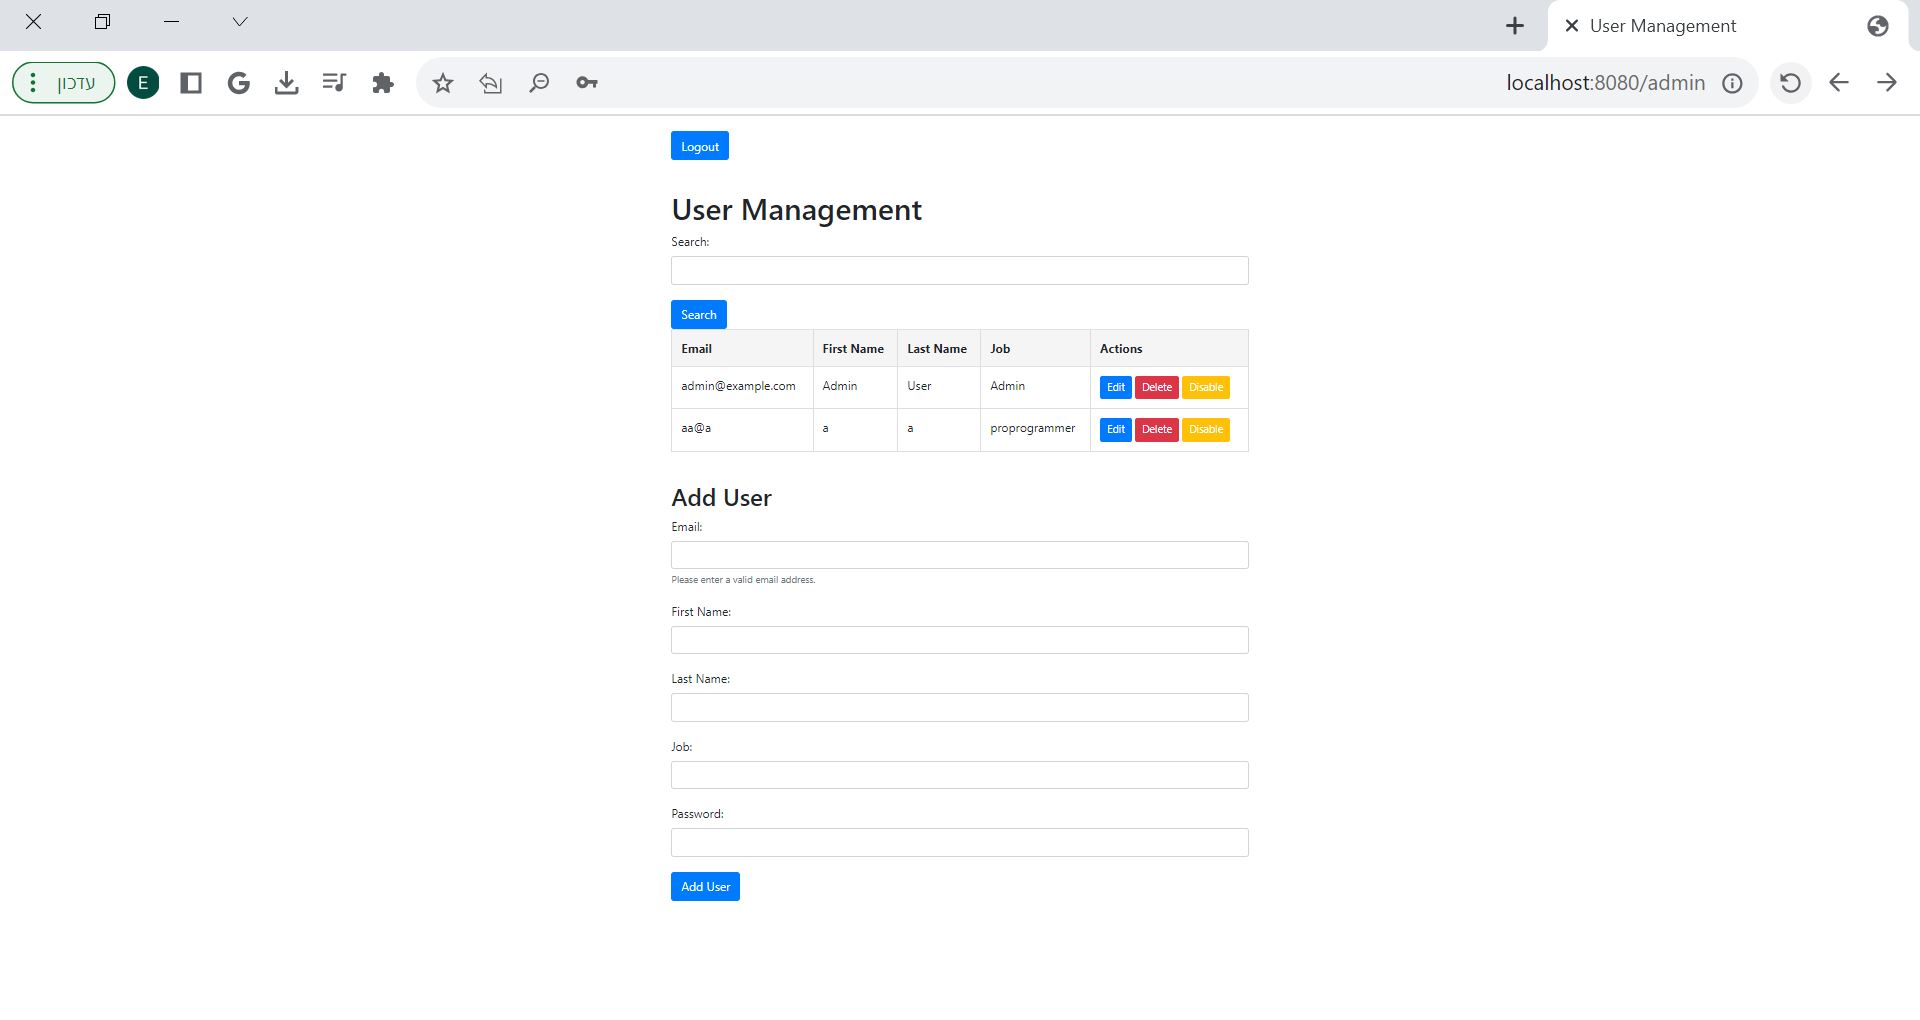 User Management
עדכון
E
localhost:8080/admin
Logout
User Management
Search:
Search
Email First Name Last Name Job Actions
admin@example.com Admin User Admin Edit Delete Disable
aa@a a a proprogrammer Edit Delete Disable
Add User
Email:
Please enter a valid email address.
First Name:
Last Name:
Job:
Password:
Add User